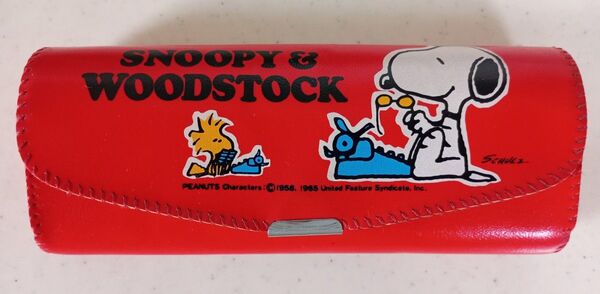 SNOOPY &
WOODSTOCK
SCHULZ
PEANUTS Characters: ©1958, 1965 United Feature Syndicate, Inc.